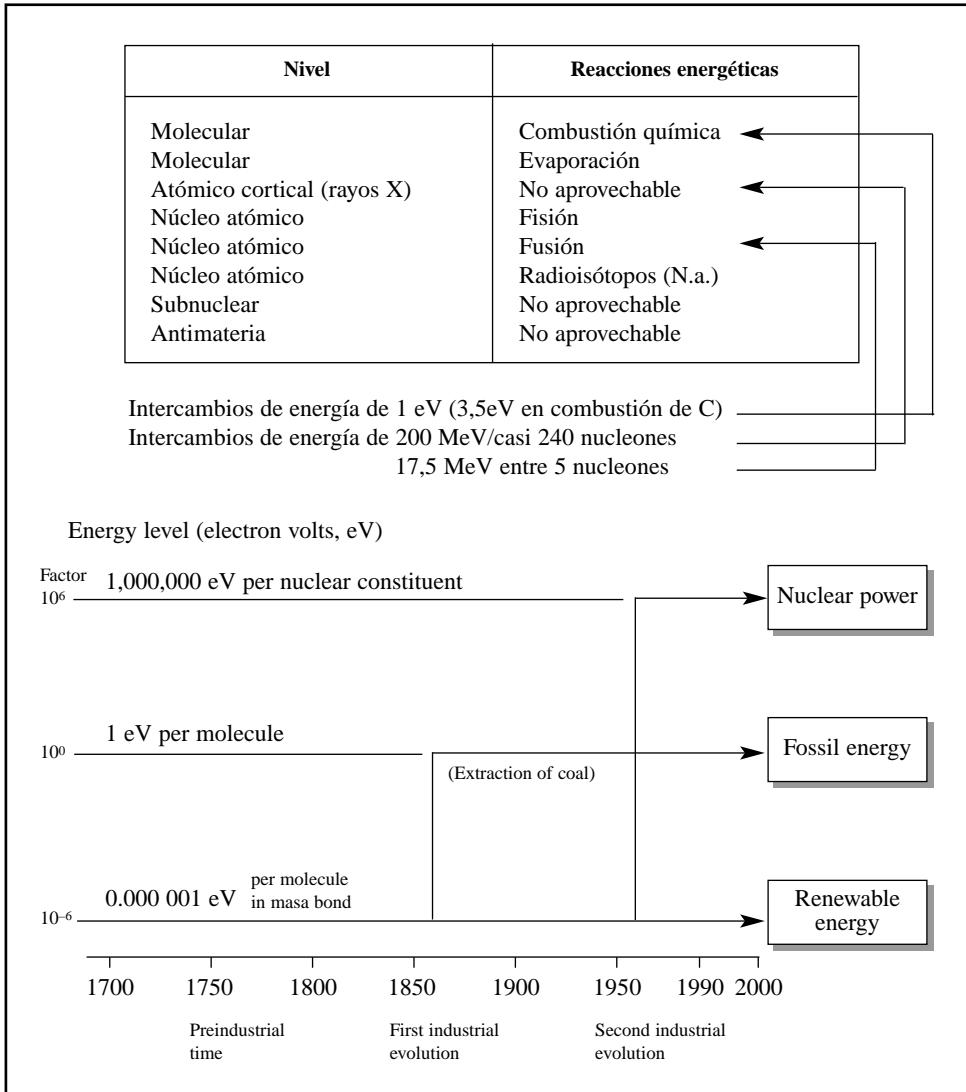 Nivel Reacciones energéticas
Molecular Combustión química
Molecular Evaporación
Atómico cortical (rayos X) No aprovechable
Núcleo atómico Fisión
Núcleo atómico Fusión
Núcleo atómico Radioisótopos (N.a.)
Subnuclear No aprovechable
Antimateria No aprovechable
Intercambios de energía de 1 eV (3,5eV en combustión de C)
Intercambios de energía de 200 MeV/casi 240 nucleones
17,5 MeV entre 5 nucleones
Energy level (electron volts, eV)
Factor
10⁶ 1,000,000 eV per nuclear constituent
Nuclear power
10⁰ 1 eV per molecule
(Extraction of coal)
Fossil energy
10⁻⁶ 0.000 001 eV
per molecule
in masa bond
Renewable
energy
1700 1750 1800 1850 1900 1950 1990 2000
Preindustrial
time
First industrial
evolution
Second industrial
evolution